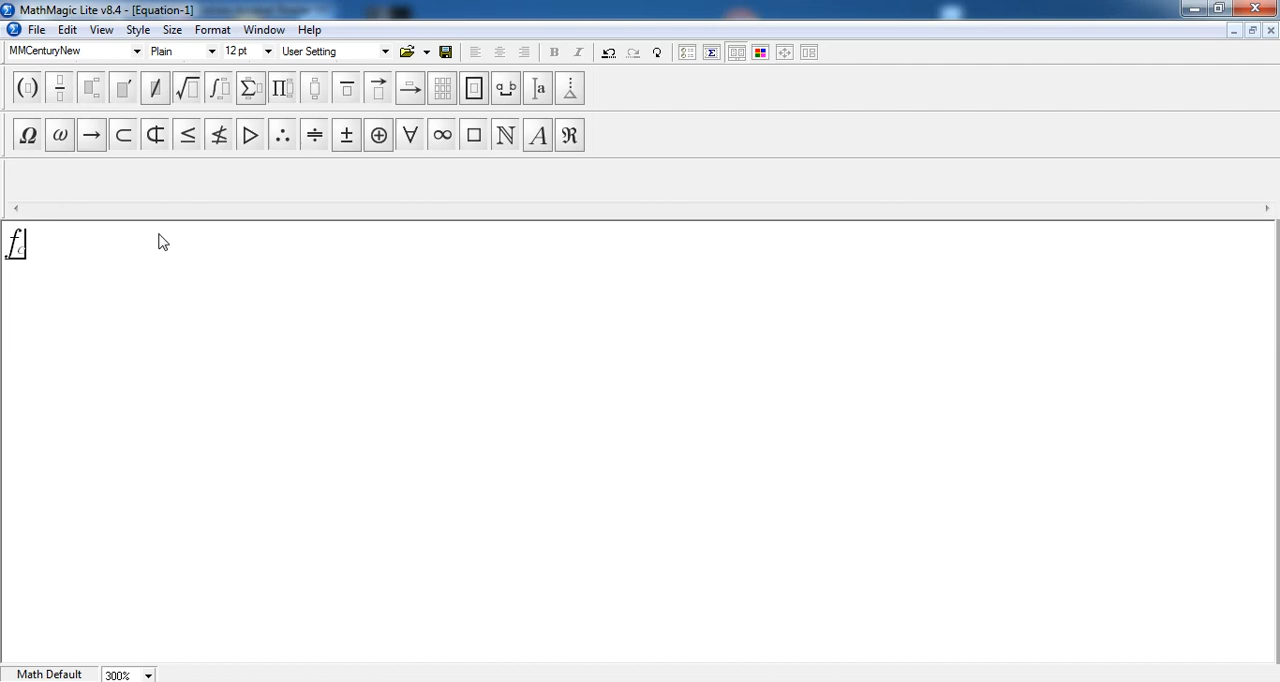 MathMagic Lite v8.4 - [Equation-1]
File Edit View Style Size Format Window Help
MMCenturyNew Plain 12 pt User Setting B I
Σ a b a
Ω ω → ⊂ ⊄ ≤ ≰ ▷ ∴ ≑ ± ⊕ ∀ ∞ □ ℕ A ℜ
f
Math Default 300%